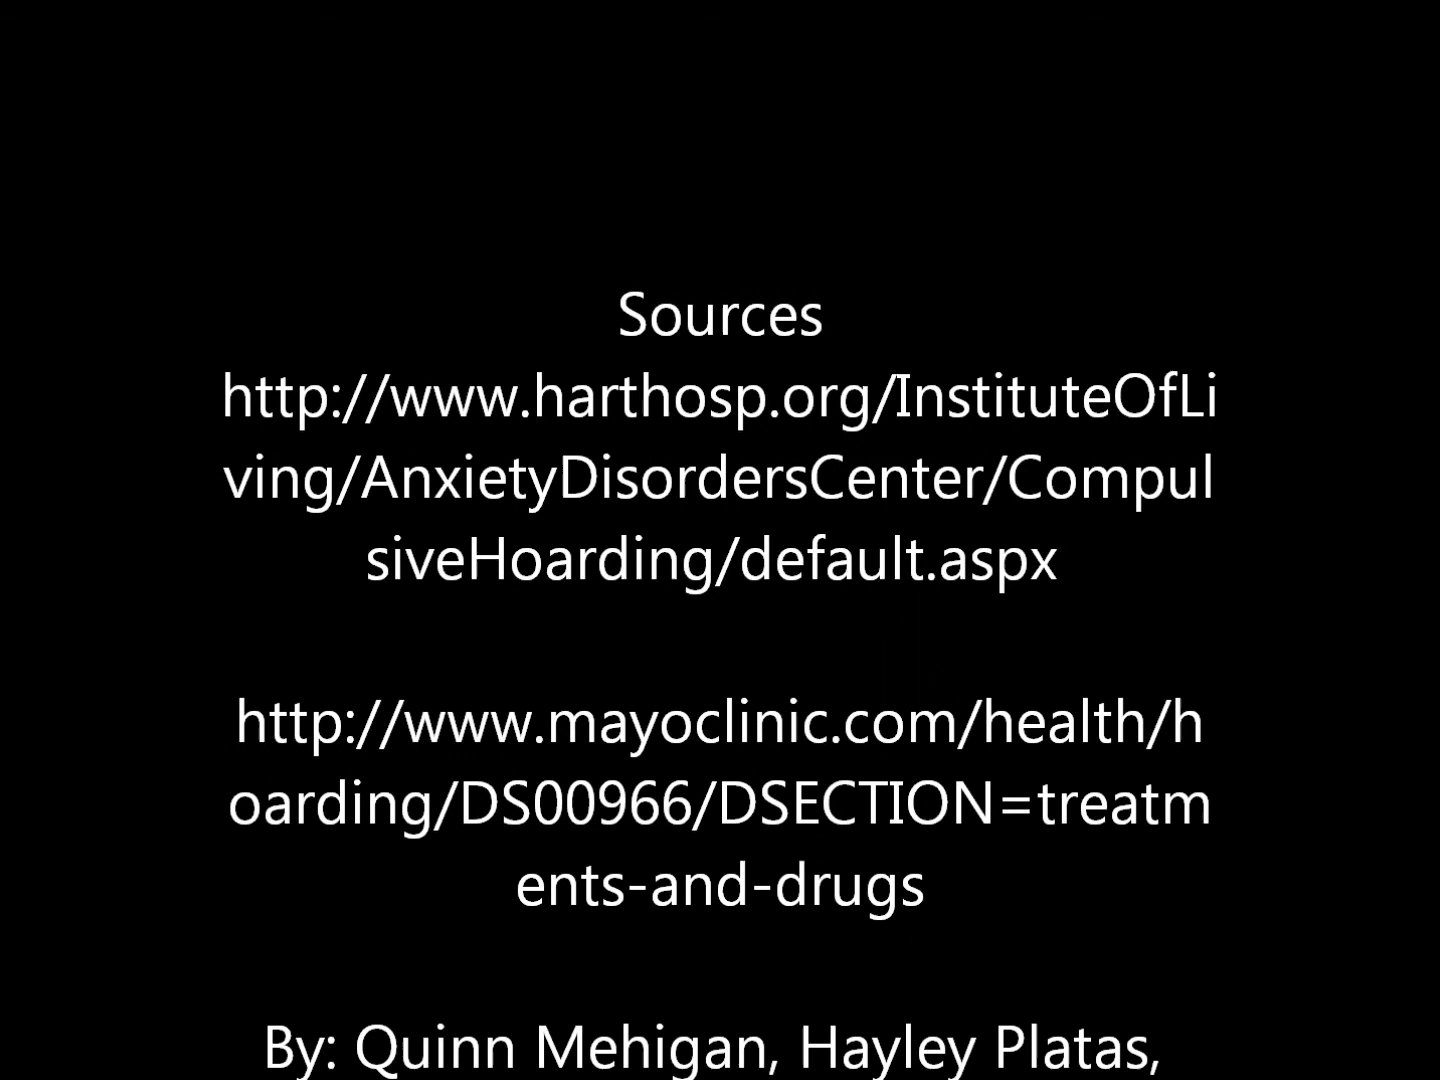 Sources
http://www.harthosp.org/InstituteOfLi
ving/AnxietyDisordersCenter/Compul
siveHoarding/default.aspx
http://www.mayoclinic.com/health/h
oarding/DS00966/DSECTION=treatm
ents-and-drugs
By: Quinn Mehigan, Hayley Platas,